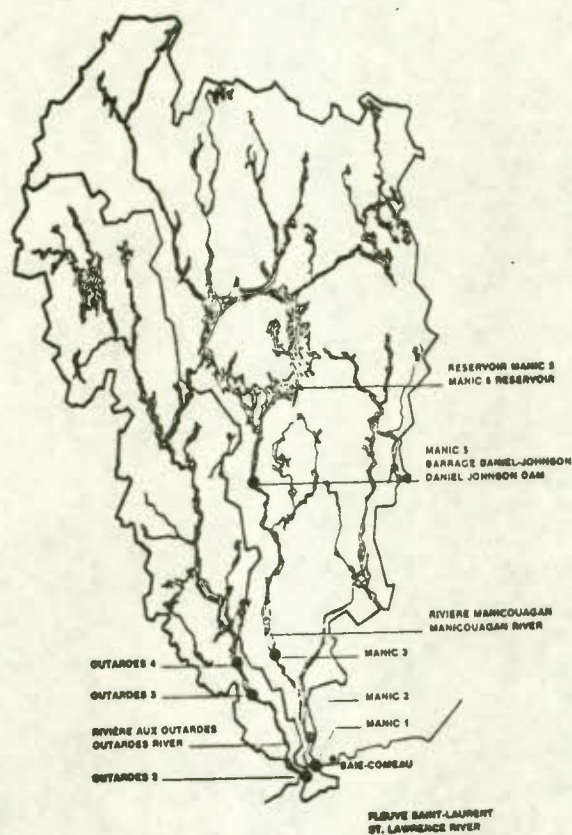 RESERVOIR MANIC 5
MANIC 5 RESERVOIR
MANIC 5
BARRAGE DANIEL-JOHNSON
DANIEL JOHNSON DAM
RIVIERE MANICOUAGAN
MANICOUAGAN RIVER
OUTARDES 4
MANIC 3
OUTARDES 3
MANIC 2
RIVIÈRE AUX OUTARDES
OUTARDES RIVER
MANIC 1
BAIE-COMEAU
OUTARDES 2
FLEUVE SAINT-LAURENT
ST. LAWRENCE RIVER